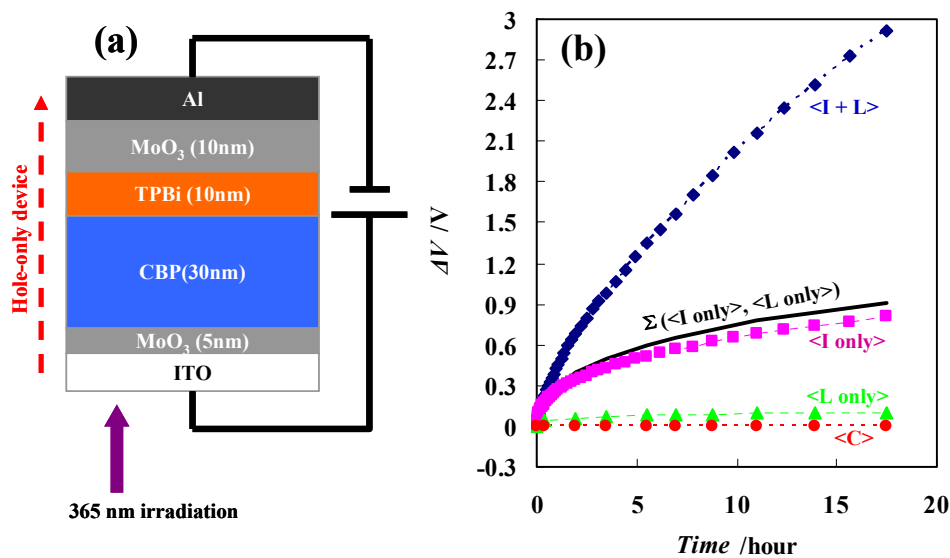 (a)
Al
MoO₃ (10nm)
TPBi (10nm)
CBP(30nm)
MoO₃ (5nm)
ITO
Hole-only device
365 nm irradiation
(b)
3
2.7
2.4
2.1
1.8
1.5
1.2
0.9
0.6
0.3
0
-0.3
ΔV /V
<I + L>
Σ (<I only>, <L only>)
<I only>
<L only>
<C>
0 5 10 15 20
Time /hour